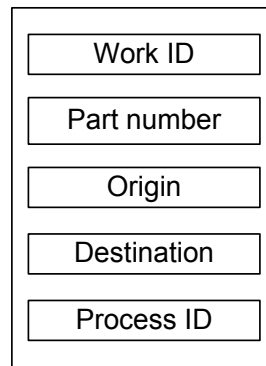 Work ID
Part number
Origin
Destination
Process ID